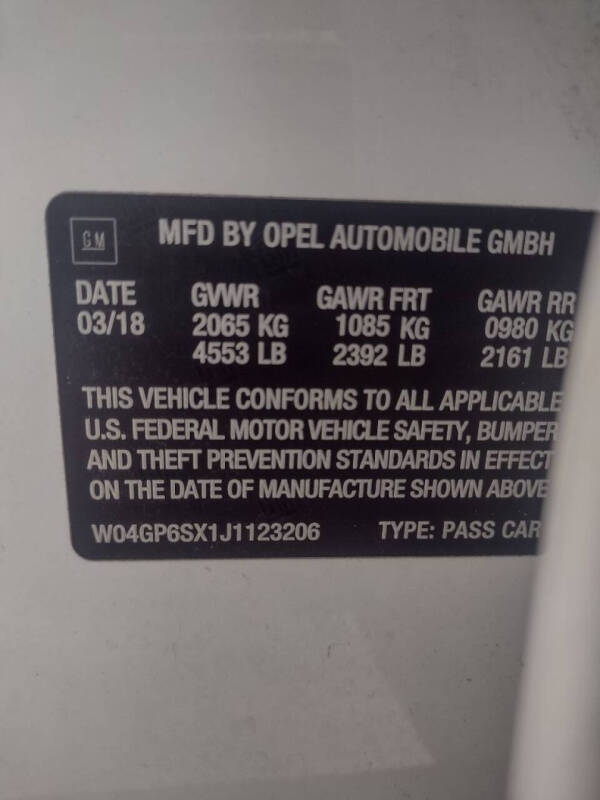 GM MFD BY OPEL AUTOMOBILE GMBH
DATE GVWR GAWR FRT GAWR RR
03/18 2065 KG 1085 KG 0980 KG
4553 LB 2392 LB 2161 LB
THIS VEHICLE CONFORMS TO ALL APPLICABLE
U.S. FEDERAL MOTOR VEHICLE SAFETY, BUMPER
AND THEFT PREVENTION STANDARDS IN EFFECT
ON THE DATE OF MANUFACTURE SHOWN ABOVE
W04GP6SX1J1123206 TYPE: PASS CAR